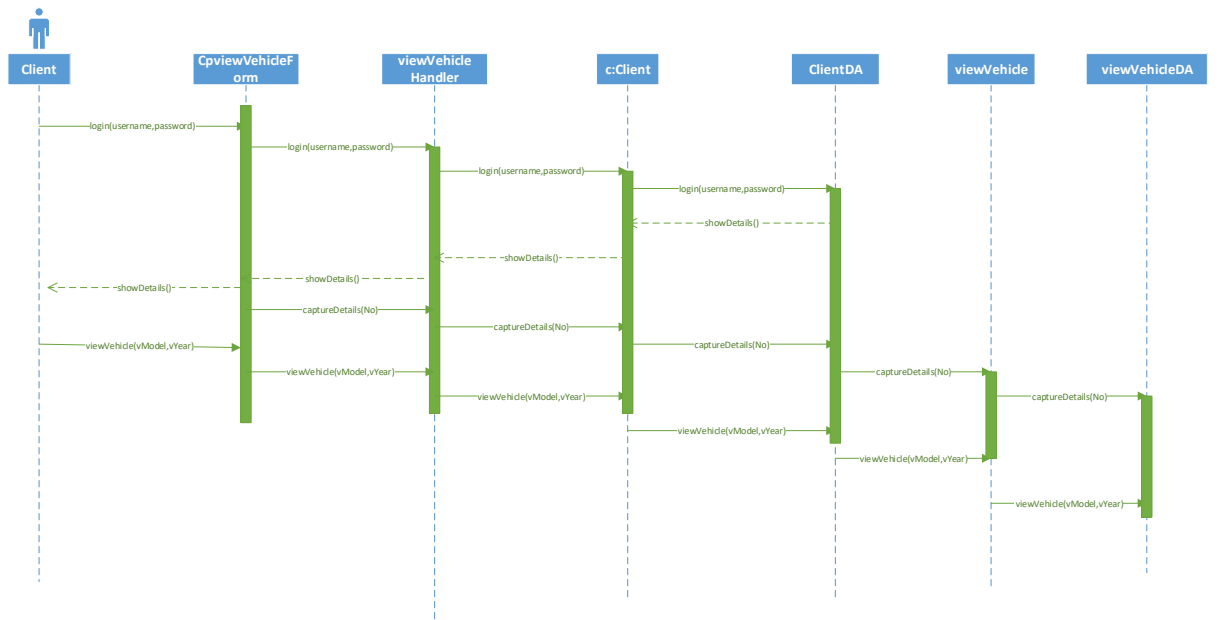 Client
CpviewVehicleF
orm
viewVehicle
Handler
c:Client
ClientDA
viewVehicle
viewVehicleDA
login(username,password)
login(username,password)
login(username,password)
login(username,password)
showDetails()
showDetails()
showDetails()
showDetails()
captureDetails(No)
captureDetails(No)
viewVehicle(vModel,vYear)
captureDetails(No)
viewVehicle(vModel,vYear)
captureDetails(No)
viewVehicle(vModel,vYear)
captureDetails(No)
viewVehicle(vModel,vYear)
viewVehicle(vModel,vYear)
viewVehicle(vModel,vYear)